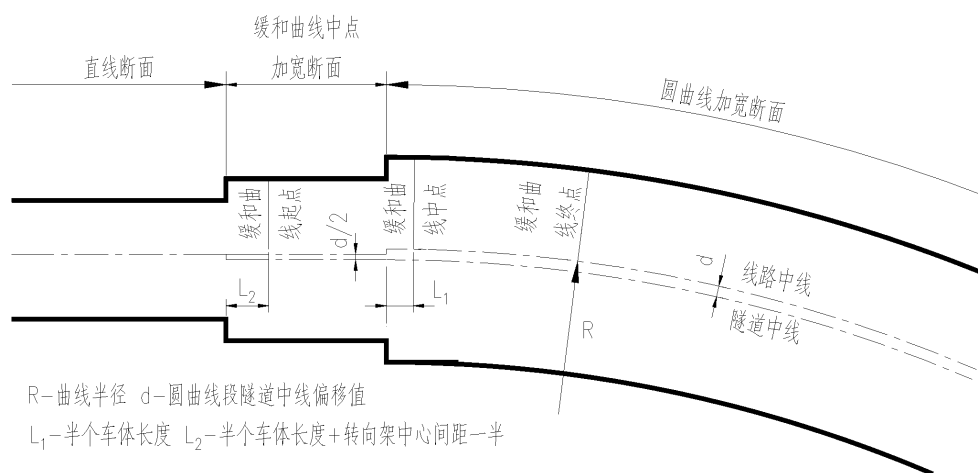 缓和曲线中点
直线断面
加宽断面
圆曲线加宽断面
缓和曲
线起点
d/2
缓和曲
线中点
缓和曲
线终点
L₂
L₁
R
d
线路中线
隧道中线
R-曲线半径 d-圆曲线段隧道中线偏移值
L₁-半个车体长度 L₂-半个车体长度+转向架中心间距一半